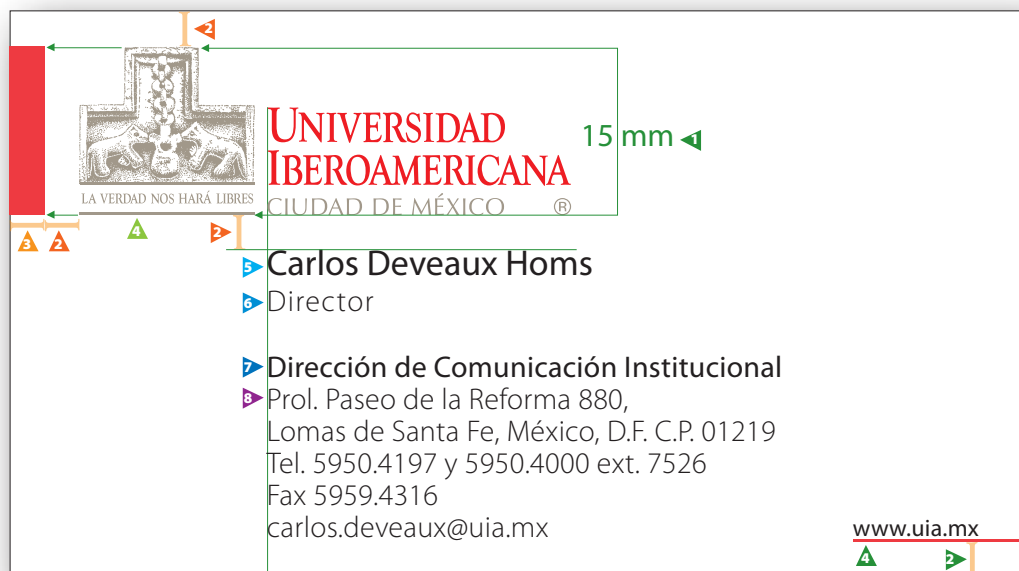 2
UNIVERSIDAD
15 mm 1
IBEROAMERICANA
LA VERDAD NOS HARÁ LIBRES
CIUDAD DE MÉXICO ®
3 2 4 2
5 Carlos Deveaux Homs
6 Director
7 Dirección de Comunicación Institucional
8 Prol. Paseo de la Reforma 880,
Lomas de Santa Fe, México, D.F. C.P. 01219
Tel. 5950.4197 y 5950.4000 ext. 7526
Fax 5959.4316
carlos.deveaux@uia.mx
www.uia.mx
4 2